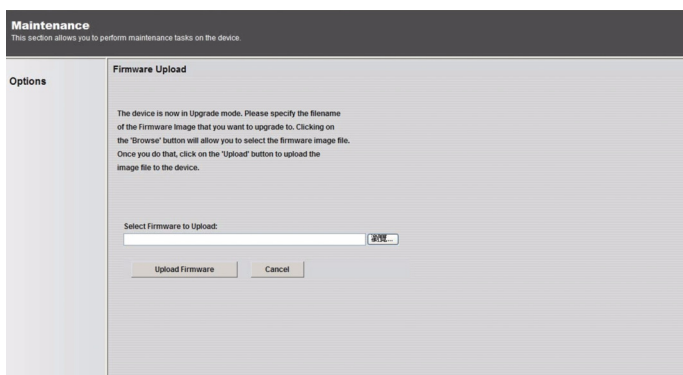 Maintenance
This section allows you to perform maintenance tasks on the device.
Options
Firmware Upload
The device is now in Upgrade mode. Please specify the filename
of the Firmware Image that you want to upgrade to. Clicking on
the 'Browse' button will allow you to select the firmware image file.
Once you do that, click on the 'Upload' button to upload the
image file to the device.
Select Firmware to Upload:
瀏覽...
Upload Firmware
Cancel